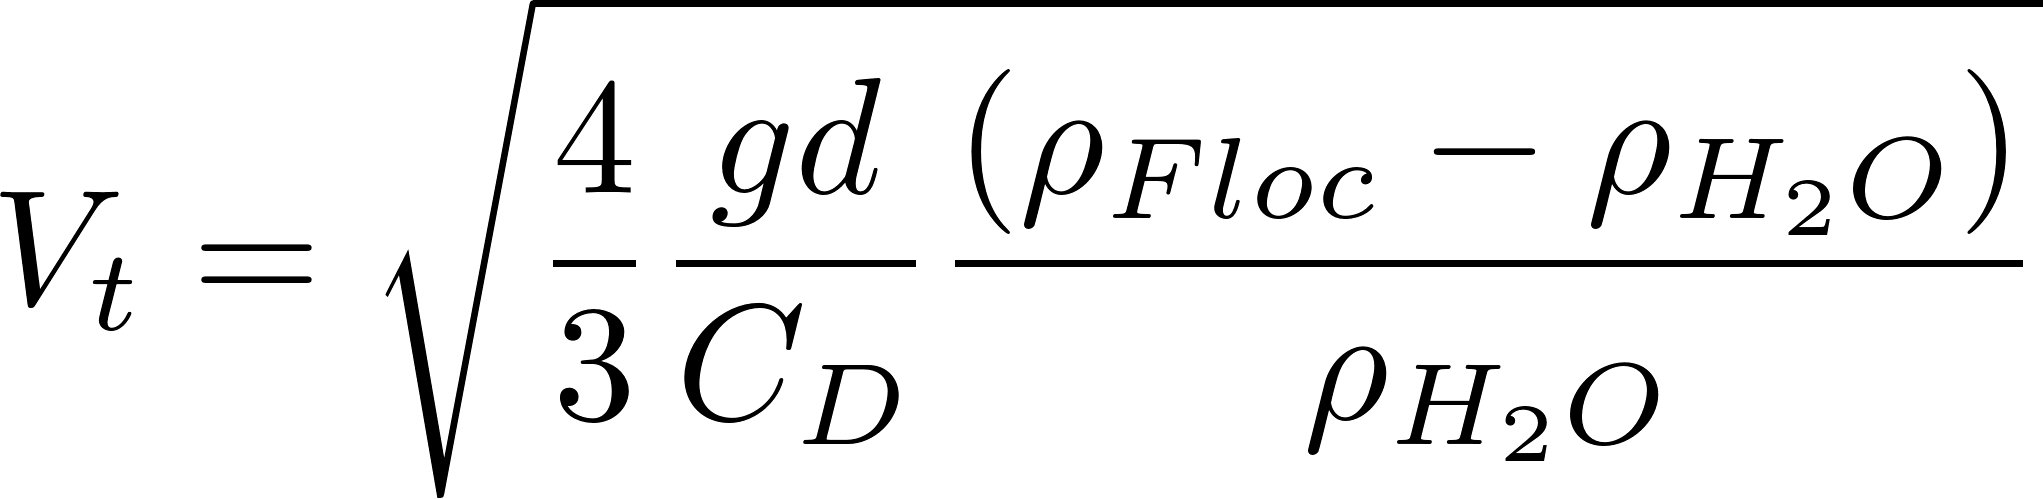 V_t = \sqrt{\frac{4}{3} \frac{gd}{C_D} \frac{(\rho_{Floc} - \rho_{H_2O})}{\rho_{H_2O}}}